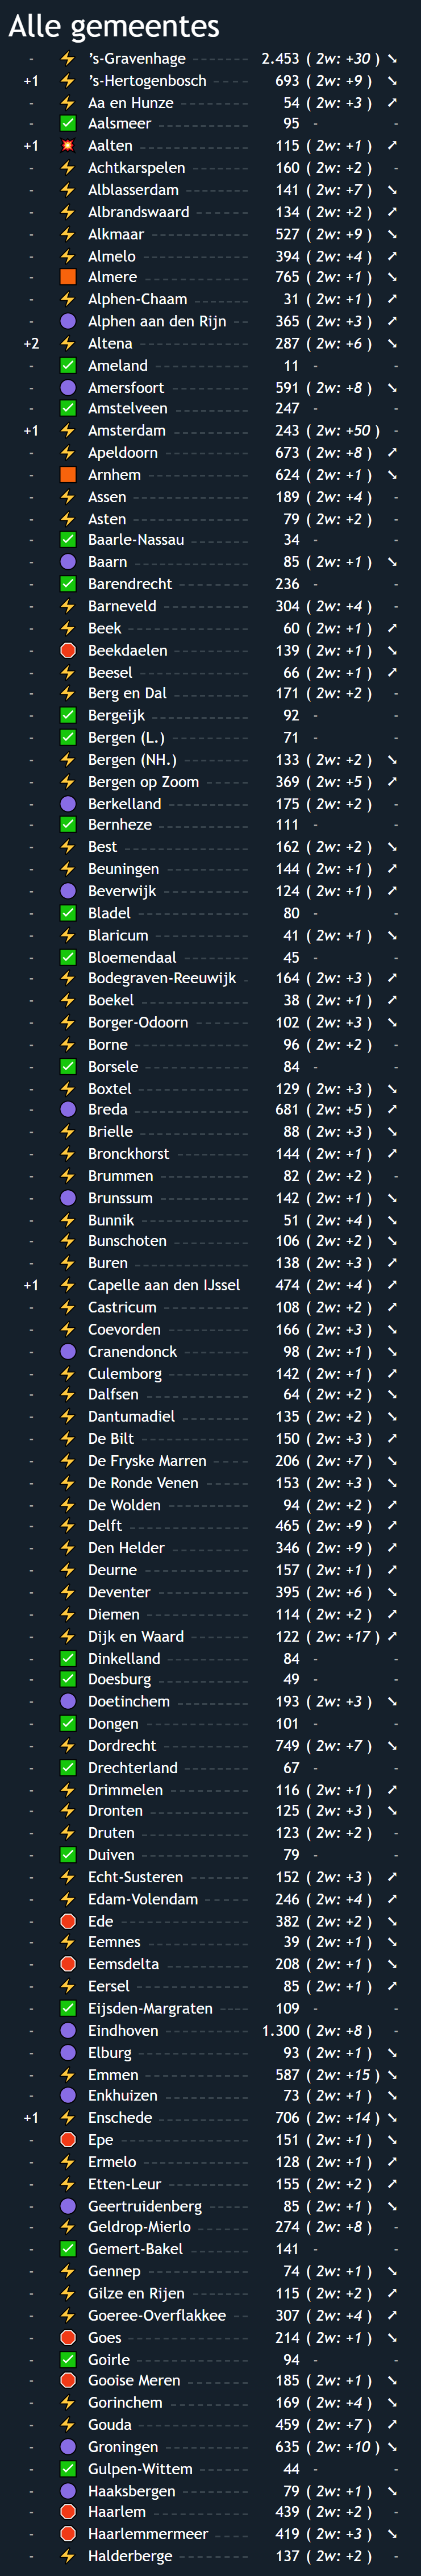 Alle gemeentes
- ’s-Gravenhage 2.453 ( 2w: +30 )
+1 ’s-Hertogenbosch 693 ( 2w: +9 )
- Aa en Hunze 54 ( 2w: +3 )
- Aalsmeer 95 - -
+1 Aalten 115 ( 2w: +1 )
- Achtkarspelen 160 ( 2w: +2 ) -
- Alblasserdam 141 ( 2w: +7 )
- Albrandswaard 134 ( 2w: +2 )
- Alkmaar 527 ( 2w: +9 )
- Almelo 394 ( 2w: +4 )
- Almere 765 ( 2w: +1 )
- Alphen-Chaam 31 ( 2w: +1 )
- Alphen aan den Rijn 365 ( 2w: +3 )
+2 Altena 287 ( 2w: +6 )
- Ameland 11 - -
- Amersfoort 591 ( 2w: +8 )
- Amstelveen 247 - -
+1 Amsterdam 243 ( 2w: +50 ) -
- Apeldoorn 673 ( 2w: +8 )
- Arnhem 624 ( 2w: +1 )
- Assen 189 ( 2w: +4 ) -
- Asten 79 ( 2w: +2 ) -
- Baarle-Nassau 34 - -
- Baarn 85 ( 2w: +1 )
- Barendrecht 236 - -
- Barneveld 304 ( 2w: +4 ) -
- Beek 60 ( 2w: +1 )
- Beekdaelen 139 ( 2w: +1 )
- Beesel 66 ( 2w: +1 )
- Berg en Dal 171 ( 2w: +2 ) -
- Bergeijk 92 - -
- Bergen (L.) 71 - -
- Bergen (NH.) 133 ( 2w: +2 )
- Bergen op Zoom 369 ( 2w: +5 )
- Berkelland 175 ( 2w: +2 ) -
- Bernheze 111 - -
- Best 162 ( 2w: +2 )
- Beuningen 144 ( 2w: +1 )
- Beverwijk 124 ( 2w: +1 )
- Bladel 80 - -
- Blaricum 41 ( 2w: +1 )
- Bloemendaal 45 - -
- Bodegraven-Reeuwijk 164 ( 2w: +3 )
- Boekel 38 ( 2w: +1 )
- Borger-Odoorn 102 ( 2w: +3 )
- Borne 96 ( 2w: +2 ) -
- Borsele 84 - -
- Boxtel 129 ( 2w: +3 )
- Breda 681 ( 2w: +5 )
- Brielle 88 ( 2w: +3 )
- Bronckhorst 144 ( 2w: +1 )
- Brummen 82 ( 2w: +2 ) -
- Brunssum 142 ( 2w: +1 )
- Bunnik 51 ( 2w: +4 )
- Bunschoten 106 ( 2w: +2 )
- Buren 138 ( 2w: +3 )
+1 Capelle aan den IJssel 474 ( 2w: +4 )
- Castricum 108 ( 2w: +2 )
- Coevorden 166 ( 2w: +3 )
- Cranendonck 98 ( 2w: +1 )
- Culemborg 142 ( 2w: +1 )
- Dalfsen 64 ( 2w: +2 )
- Dantumadiel 135 ( 2w: +2 )
- De Bilt 150 ( 2w: +3 )
- De Fryske Marren 206 ( 2w: +7 )
- De Ronde Venen 153 ( 2w: +3 )
- De Wolden 94 ( 2w: +2 )
- Delft 465 ( 2w: +9 )
- Den Helder 346 ( 2w: +9 )
- Deurne 157 ( 2w: +1 )
- Deventer 395 ( 2w: +6 )
- Diemen 114 ( 2w: +2 )
- Dijk en Waard 122 ( 2w: +17 )
- Dinkelland 84 - -
- Doesburg 49 - -
- Doetinchem 193 ( 2w: +3 )
- Dongen 101 - -
- Dordrecht 749 ( 2w: +7 )
- Drechterland 67 - -
- Drimmelen 116 ( 2w: +1 )
- Dronten 125 ( 2w: +3 )
- Druten 123 ( 2w: +2 ) -
- Duiven 79 - -
- Echt-Susteren 152 ( 2w: +3 )
- Edam-Volendam 246 ( 2w: +4 )
- Ede 382 ( 2w: +2 )
- Eemnes 39 ( 2w: +1 )
- Eemsdelta 208 ( 2w: +1 )
- Eersel 85 ( 2w: +1 )
- Eijsden-Margraten 109 - -
- Eindhoven 1.300 ( 2w: +8 ) -
- Elburg 93 ( 2w: +1 )
- Emmen 587 ( 2w: +15 )
- Enkhuizen 73 ( 2w: +1 )
+1 Enschede 706 ( 2w: +14 )
- Epe 151 ( 2w: +1 )
- Ermelo 128 ( 2w: +1 )
- Etten-Leur 155 ( 2w: +2 )
- Geertruidenberg 85 ( 2w: +1 )
- Geldrop-Mierlo 274 ( 2w: +8 ) -
- Gemert-Bakel 141 - -
- Gennep 74 ( 2w: +1 )
- Gilze en Rijen 115 ( 2w: +2 )
- Goeree-Overflakkee 307 ( 2w: +4 )
- Goes 214 ( 2w: +1 )
- Goirle 94 - -
- Gooise Meren 185 ( 2w: +1 )
- Gorinchem 169 ( 2w: +4 )
- Gouda 459 ( 2w: +7 )
- Groningen 635 ( 2w: +10 )
- Gulpen-Wittem 44 - -
- Haaksbergen 79 ( 2w: +1 )
- Haarlem 439 ( 2w: +2 ) -
- Haarlemmermeer 419 ( 2w: +3 )
- Halderberge 137 ( 2w: +2 ) -